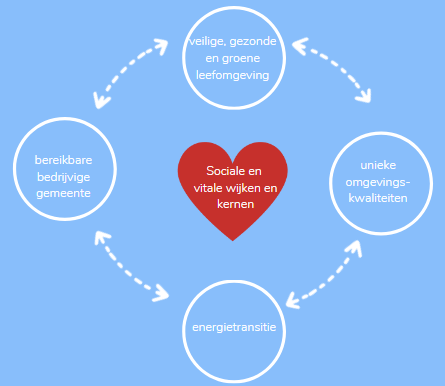 veilige, gezonde
en groene
leefomgeving
bereikbare
bedrijvige
gemeente
Sociale en
vitale wijken en
kernen
unieke
omgevings-
kwaliteiten
energietransitie